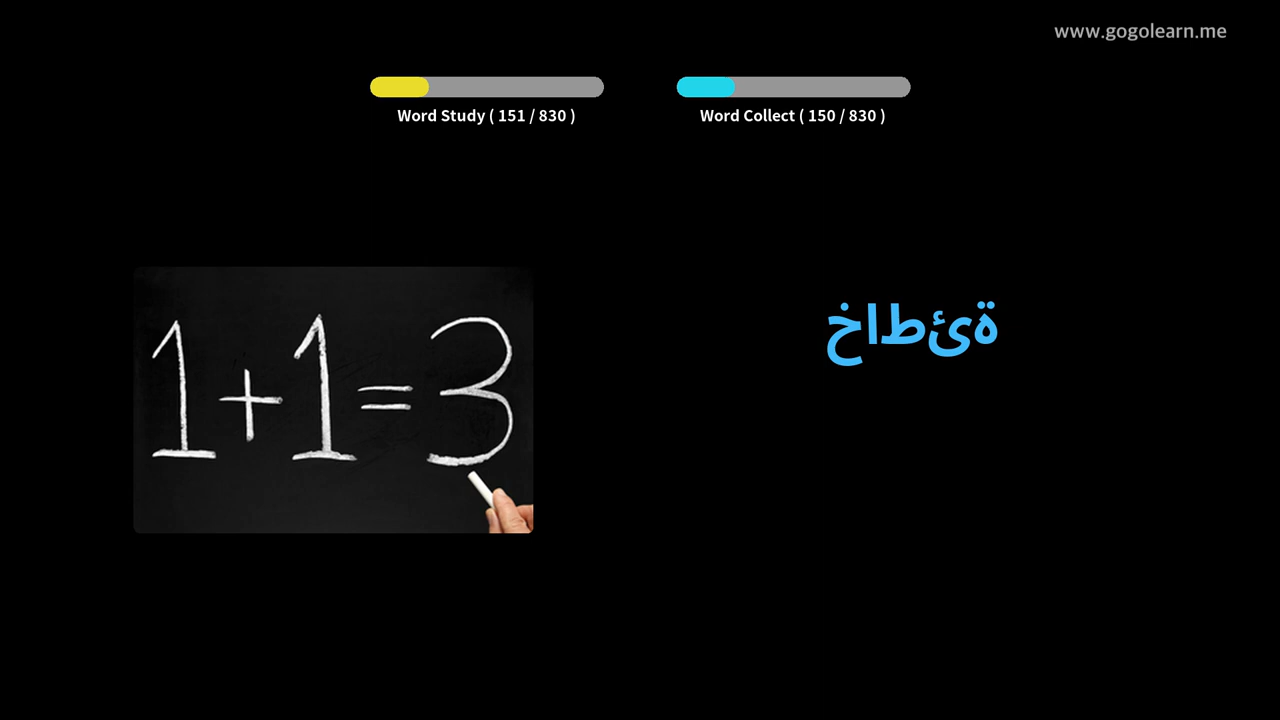 www.gogolearn.me
Word Study ( 151 / 830 )
Word Collect ( 150 / 830 )
1+1=3
خاطئة